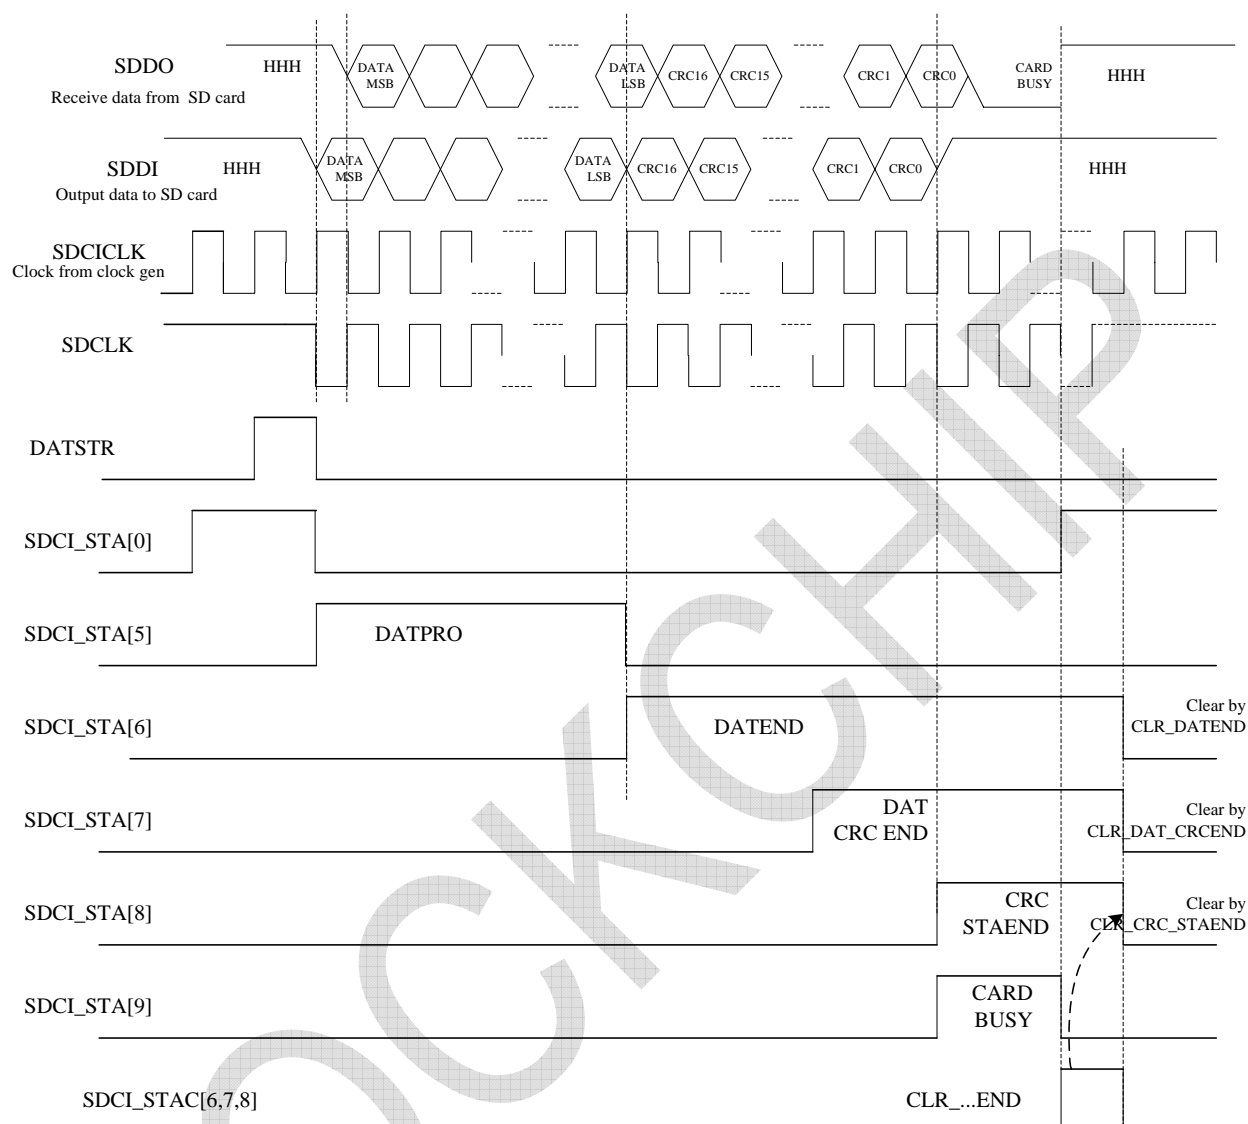 SDDO
Receive data from SD card
HHH
DATA
MSB
DATA
LSB
CRC16
CRC15
CRC1
CRC0
CARD
BUSY
HHH
SDDI
Output data to SD card
HHH
DATA
MSB
DATA
LSB
CRC16
CRC15
CRC1
CRC0
HHH
SDCICLK
Clock from clock gen
SDCLK
DATSTR
SDCI_STA[0]
SDCI_STA[5]
DATPRO
SDCI_STA[6]
DATEND
Clear by
CLR_DATEND
SDCI_STA[7]
DAT
CRC END
Clear by
CLR_DAT_CRCEND
SDCI_STA[8]
CRC
STAEND
Clear by
CLR_CRC_STAEND
SDCI_STA[9]
CARD
BUSY
SDCI_STAC[6,7,8]
CLR_...END
OCKCHIP